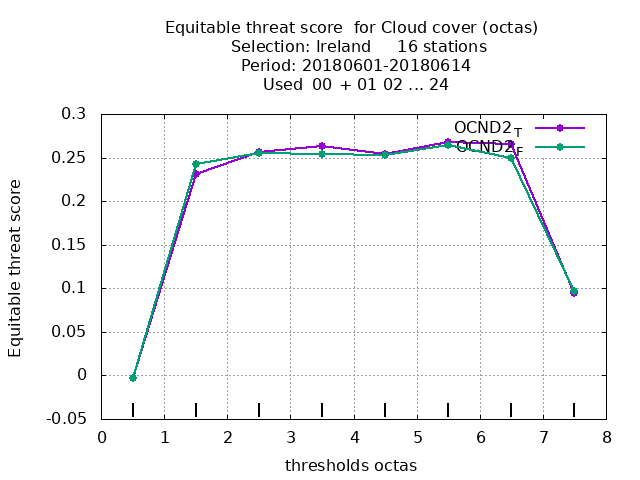 Equitable threat score  for Cloud cover (octas)
Selection: Ireland     16 stations
Period: 20180601-20180614
Used  00 + 01 02 ... 24
Equitable threat score
0.3
0.25
0.2
0.15
0.1
0.05
0
-0.05
OCND2T
OCND2F
0 1 2 3 4 5 6 7 8
thresholds octas